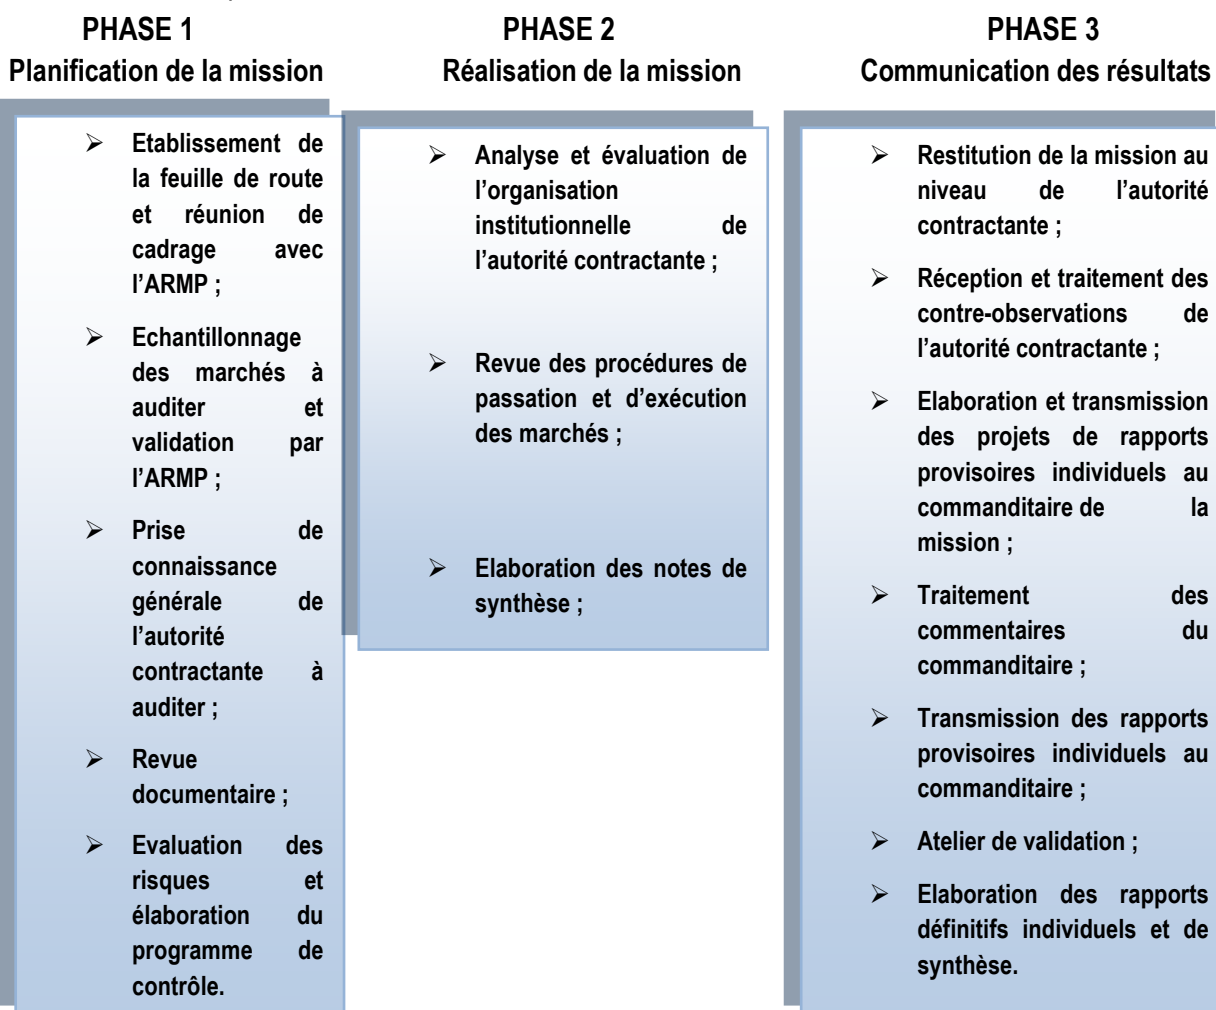 PHASE 1
Planification de la mission
➢ Etablissement de
la feuille de route
et réunion de
cadrage avec
l’ARMP ;
➢ Echantillonnage
des marchés à
auditer et
validation par
l’ARMP ;
➢ Prise de
connaissance
générale de
l’autorité
contractante à
auditer ;
➢ Revue
documentaire ;
➢ Evaluation des
risques et
élaboration du
programme de
contrôle.
PHASE 2
Réalisation de la mission
➢ Analyse et évaluation de
l’organisation
institutionnelle de
l’autorité contractante ;
➢ Revue des procédures de
passation et d’exécution
des marchés ;
➢ Elaboration des notes de
synthèse ;
PHASE 3
Communication des résultats
➢ Restitution de la mission au
niveau de l’autorité
contractante ;
➢ Réception et traitement des
contre-observations de
l’autorité contractante ;
➢ Elaboration et transmission
des projets de rapports
provisoires individuels au
commanditaire de la
mission ;
➢ Traitement des
commentaires du
commanditaire ;
➢ Transmission des rapports
provisoires individuels au
commanditaire ;
➢ Atelier de validation ;
➢ Elaboration des rapports
définitifs individuels et de
synthèse.